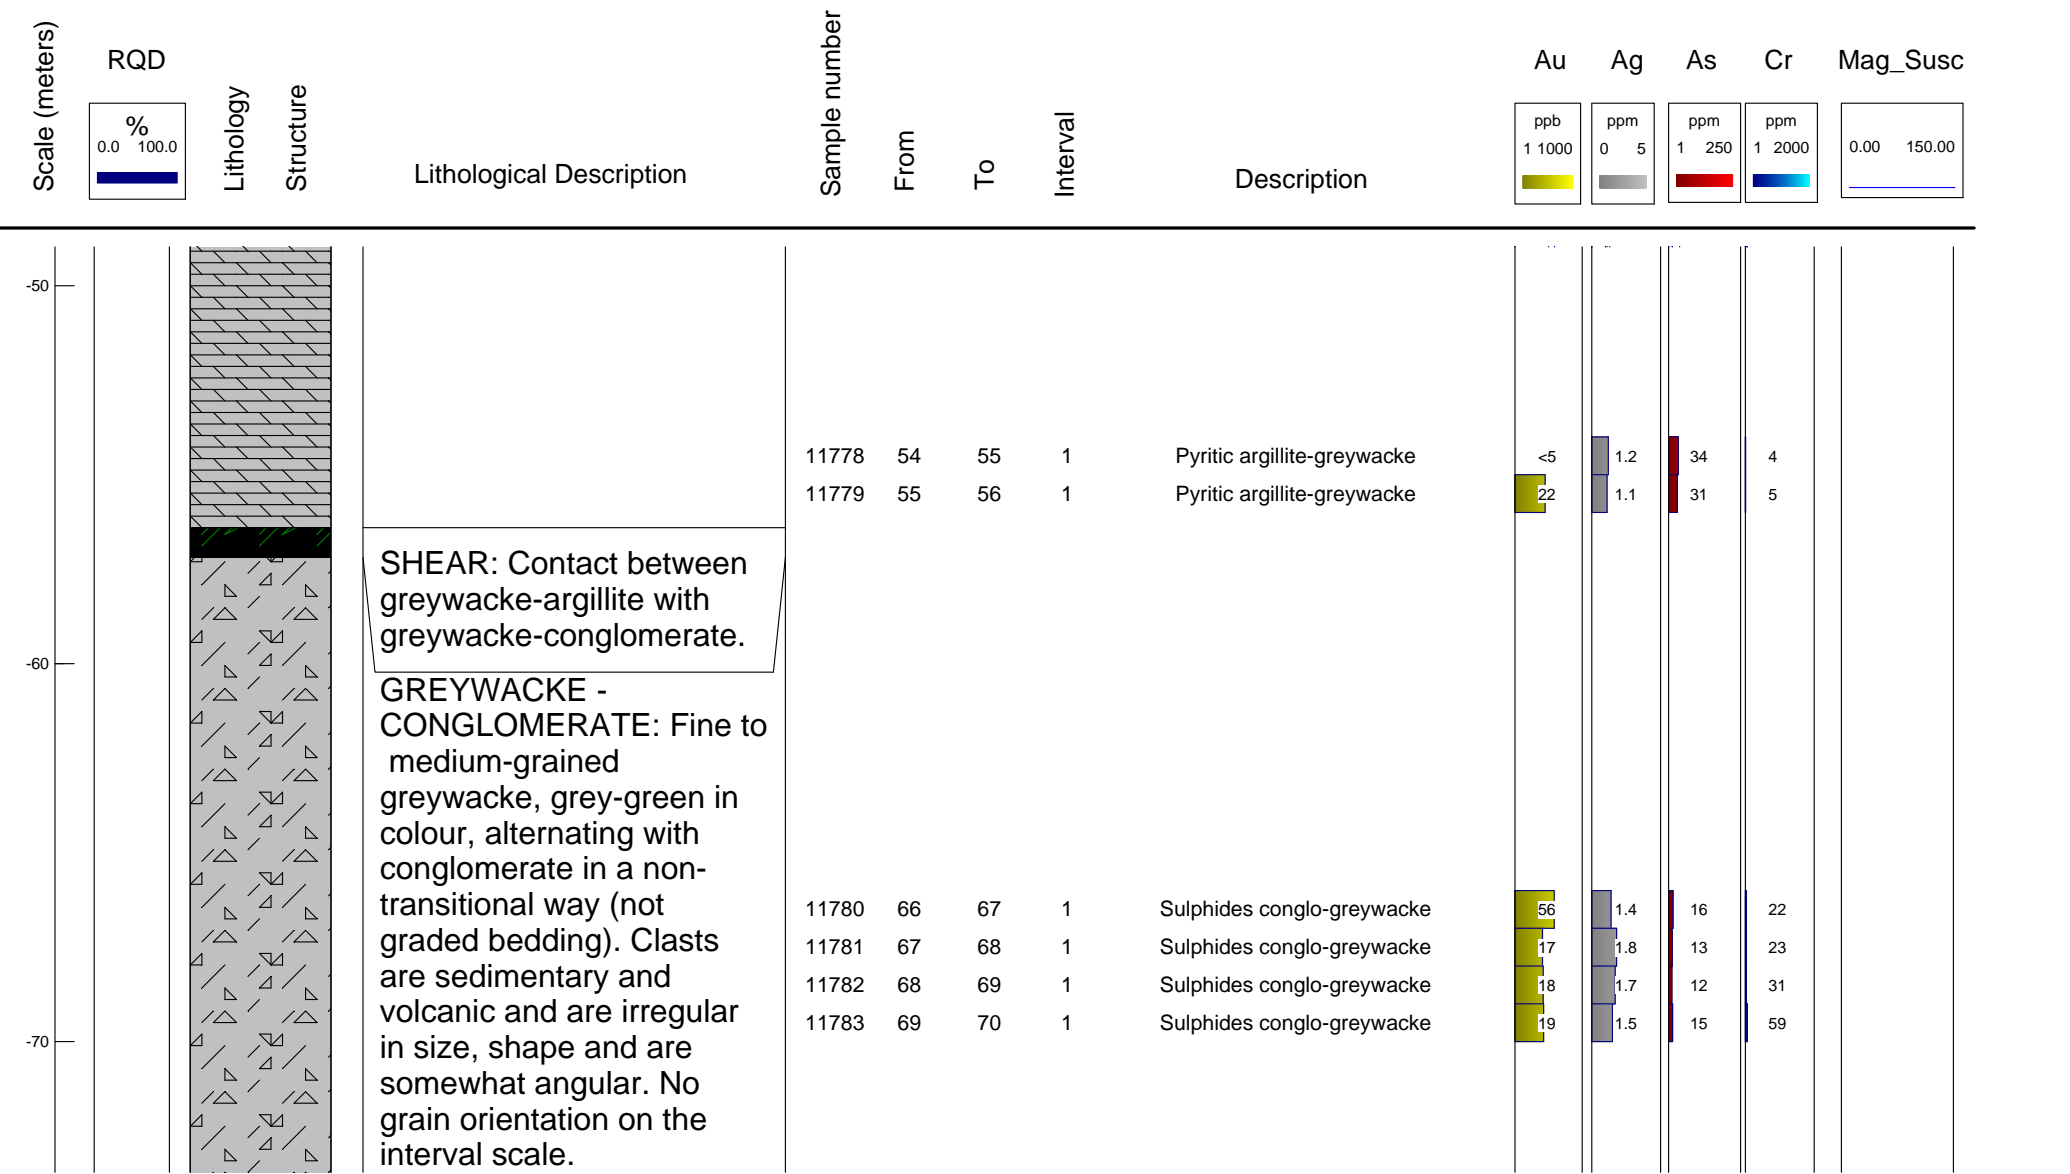 Scale (meters)
RQD
%
0.0 100.0
Lithology
Structure
Lithological Description
Sample number
From
To
Interval
Description
Au
ppb
1 1000
Ag
ppm
0 5
As
ppm
1 250
Cr
ppm
1 2000
Mag_Susc
0.00 150.00
-50
-60
-70
SHEAR: Contact between
greywacke-argillite with
greywacke-conglomerate.
GREYWACKE -
CONGLOMERATE: Fine to
medium-grained
greywacke, grey-green in
colour, alternating with
conglomerate in a non-
transitional way (not
graded bedding). Clasts
are sedimentary and
volcanic and are irregular
in size, shape and are
somewhat angular. No
grain orientation on the
interval scale.
11778 54 55 1 Pyritic argillite-greywacke <5 1.2 34 4
11779 55 56 1 Pyritic argillite-greywacke 22 1.1 31 5
11780 66 67 1 Sulphides conglo-greywacke 56 1.4 16 22
11781 67 68 1 Sulphides conglo-greywacke 17 1.8 13 23
11782 68 69 1 Sulphides conglo-greywacke 18 1.7 12 31
11783 69 70 1 Sulphides conglo-greywacke 19 1.5 15 59